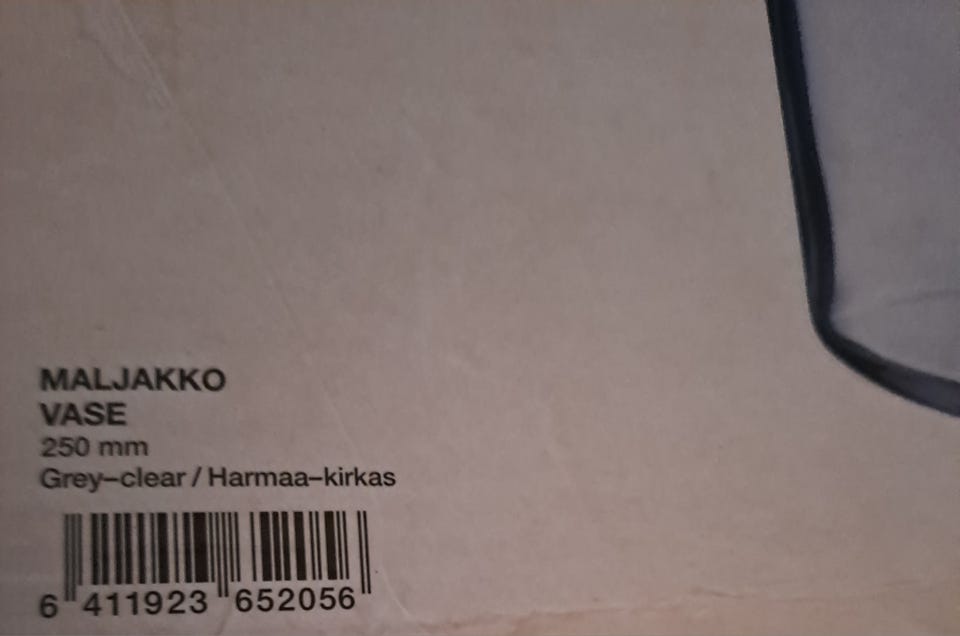 MALJAKKO
VASE
250 mm
Grey–clear / Harmaa–kirkas
6 411923 652056